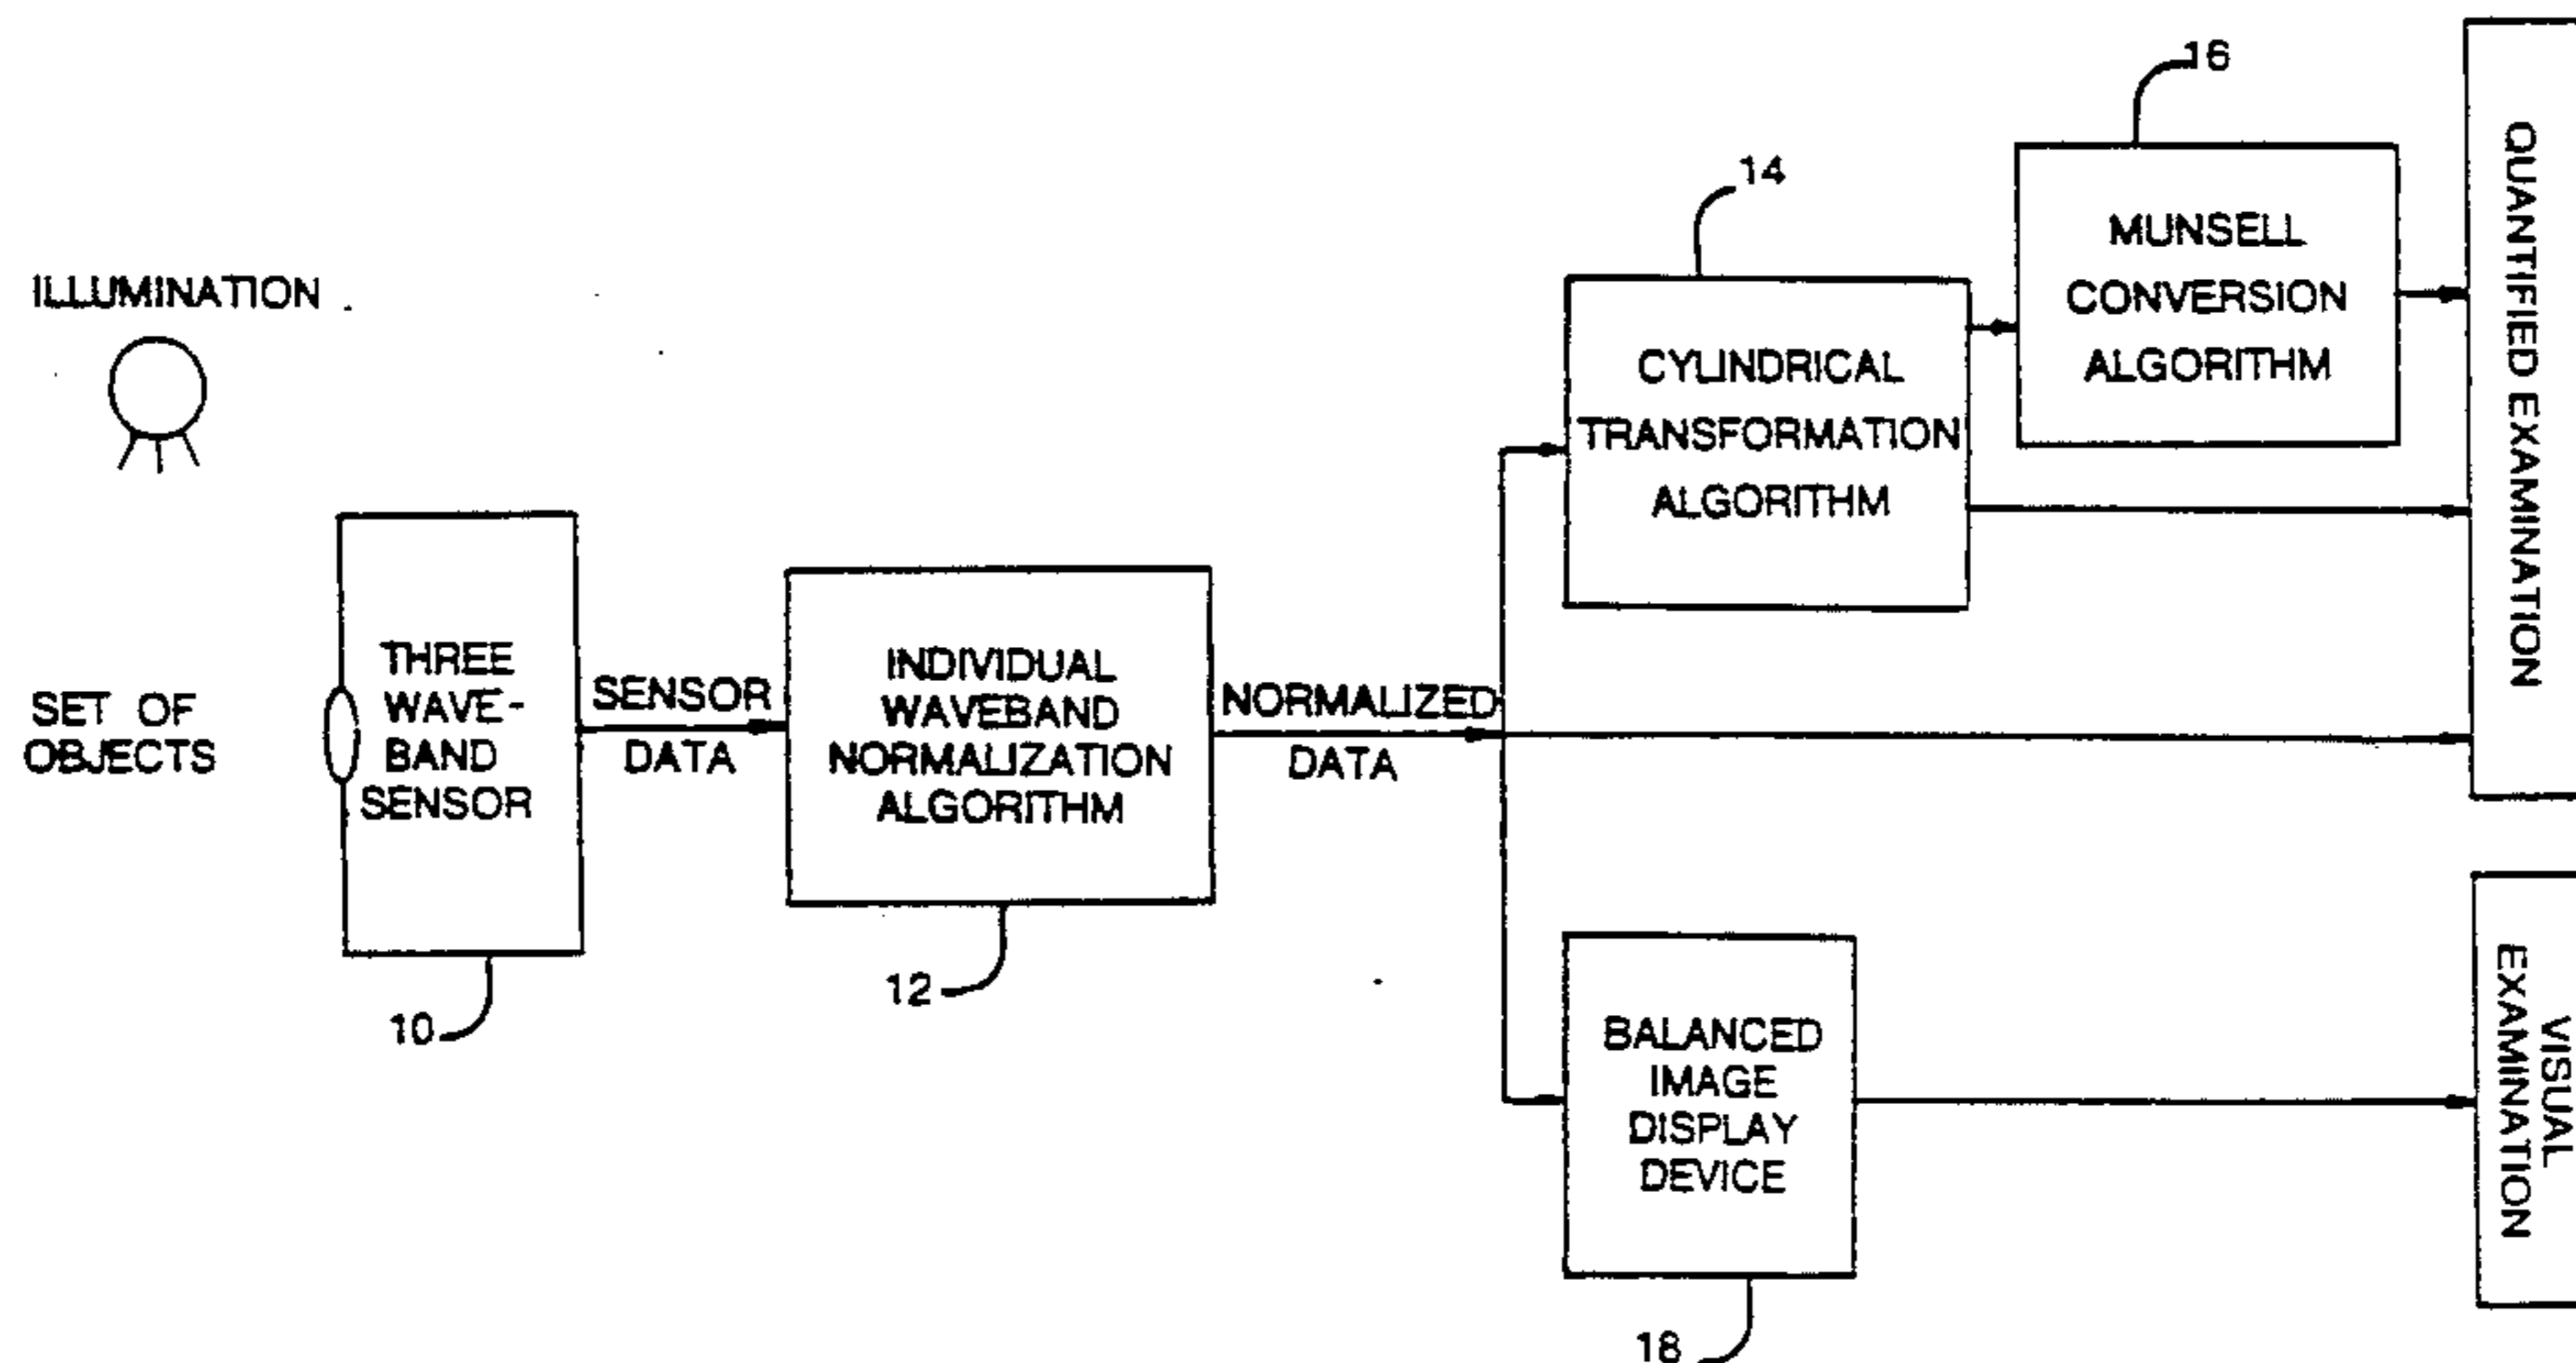 ILLUMINATION
SET OF
OBJECTS
THREE
WAVE-
BAND
SENSOR
10
SENSOR
DATA
INDIVIDUAL
WAVEBAND
NORMALIZATION
ALGORITHM
12
NORMALIZED
DATA
14
CYLINDRICAL
TRANSFORMATION
ALGORITHM
16
MUNSELL
CONVERSION
ALGORITHM
QUANTIFIED EXAMINATION
BALANCED
IMAGE
DISPLAY
DEVICE
18
VISUAL
EXAMINATION